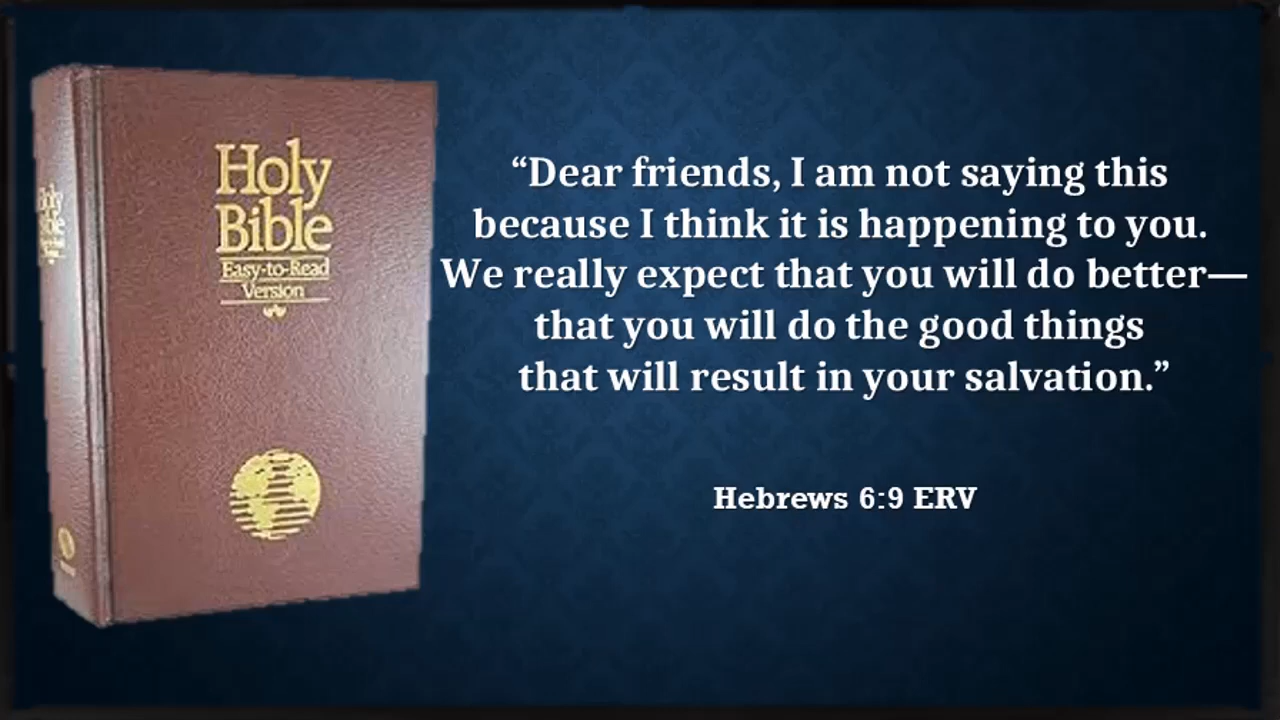 Holy
Bible
Easy-to-Read
Version
“Dear friends, I am not saying this
because I think it is happening to you.
We really expect that you will do better—
that you will do the good things
that will result in your salvation.”
Hebrews 6:9 ERV